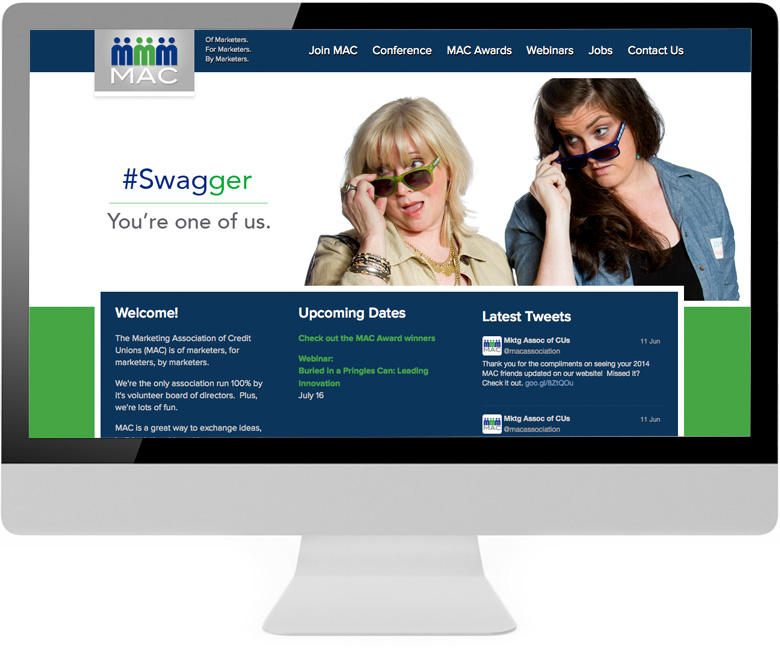 MAC
Of Marketers.
For Marketers.
By Marketers.
Join MAC Conference MAC Awards Webinars Jobs Contact Us
#Swagger
You're one of us.
Welcome!
The Marketing Association of Credit
Unions (MAC) is of marketers, for
marketers, by marketers.
We're the only association run 100% by
it's volunteer board of directors. Plus,
we're lots of fun.
MAC is a great way to exchange ideas,
Upcoming Dates
Check out the MAC Award winners
Webinar:
Buried in a Pringles Can: Leading
Innovation
July 16
Latest Tweets
MAC
Mktg Assoc of CUs 11 Jun
@macassociation
Thank you for the compliments on seeing your 2014
MAC friends updated on our website! Missed it?
Check it out. goo.gl/8ZtQOu
MAC
Mktg Assoc of CUs 11 Jun
@macassociation